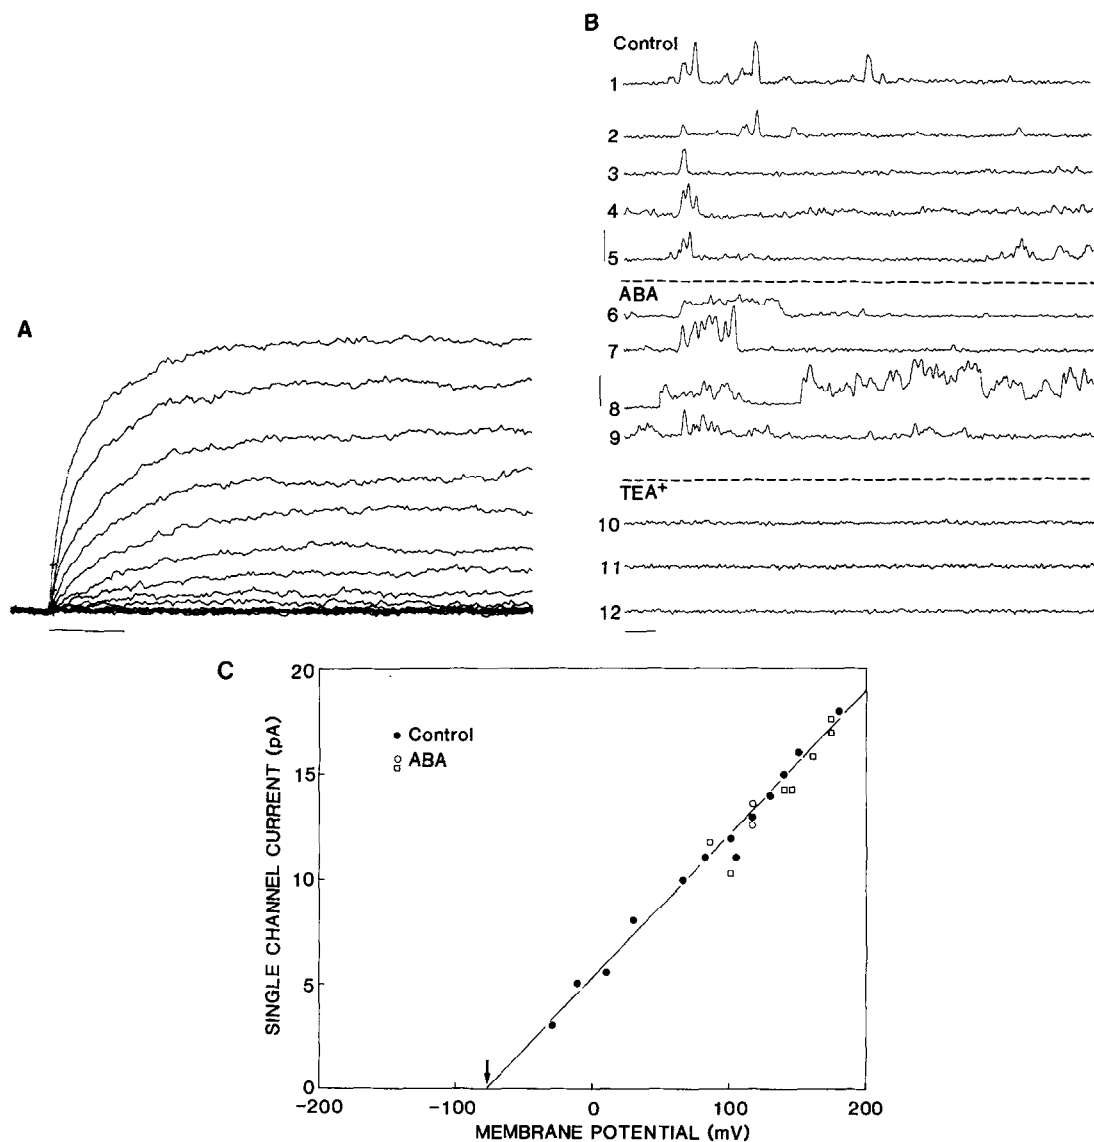 B
Control
1
2
3
4
5
ABA
6
7
8
9
TEA+
10
11
12
A
C
SINGLE CHANNEL CURRENT (pA)
20
15
10
5
0
● Control
○ ABA
□
-200 -100 0 100 200
MEMBRANE POTENTIAL (mV)